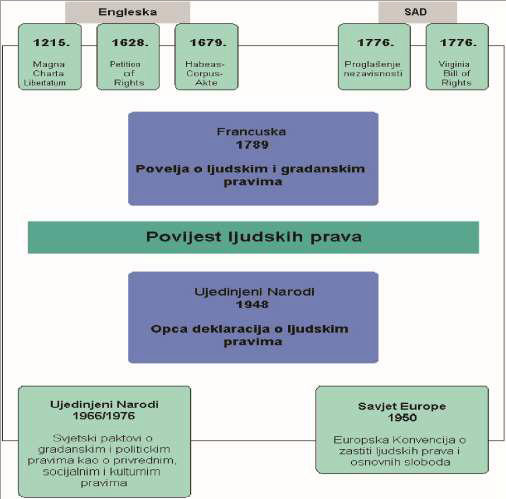 Engleska
SAD
1215.
Magna
Charta
Libertatum
1628.
Petition
of
Rights
1679.
Habeas-
Corpus-
Akte
1776.
Proglašenje
nezavisnosti
1776.
Virginia
Bill of
Rights
Francuska
1789
Povelja o ljudskim i građanskim
pravima
Povijest ljudskih prava
Ujedinjeni Narodi
1948
Opca deklaracija o ljudskim
pravima
Ujedinjeni Narodi
1966/1976
Svjetski paktovi o
građanskim i politickim
pravima kao o privrednim,
socijalnim i kulturnim
pravima
Savjet Europe
1950
Europska Konvencija o
zastiti ljudskih prava i
osnovnih sloboda